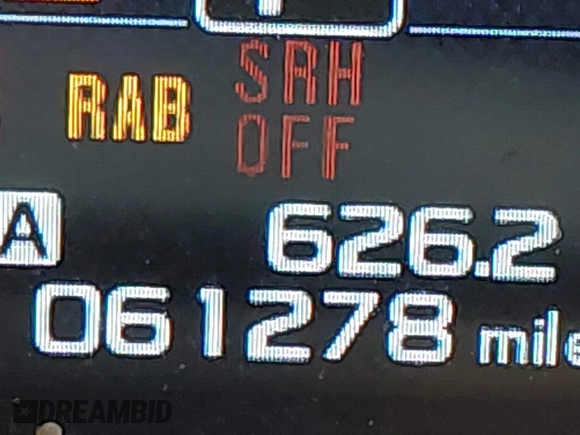 RAB SRH
OFF
A 626.2
061278 mile
DREAMBID